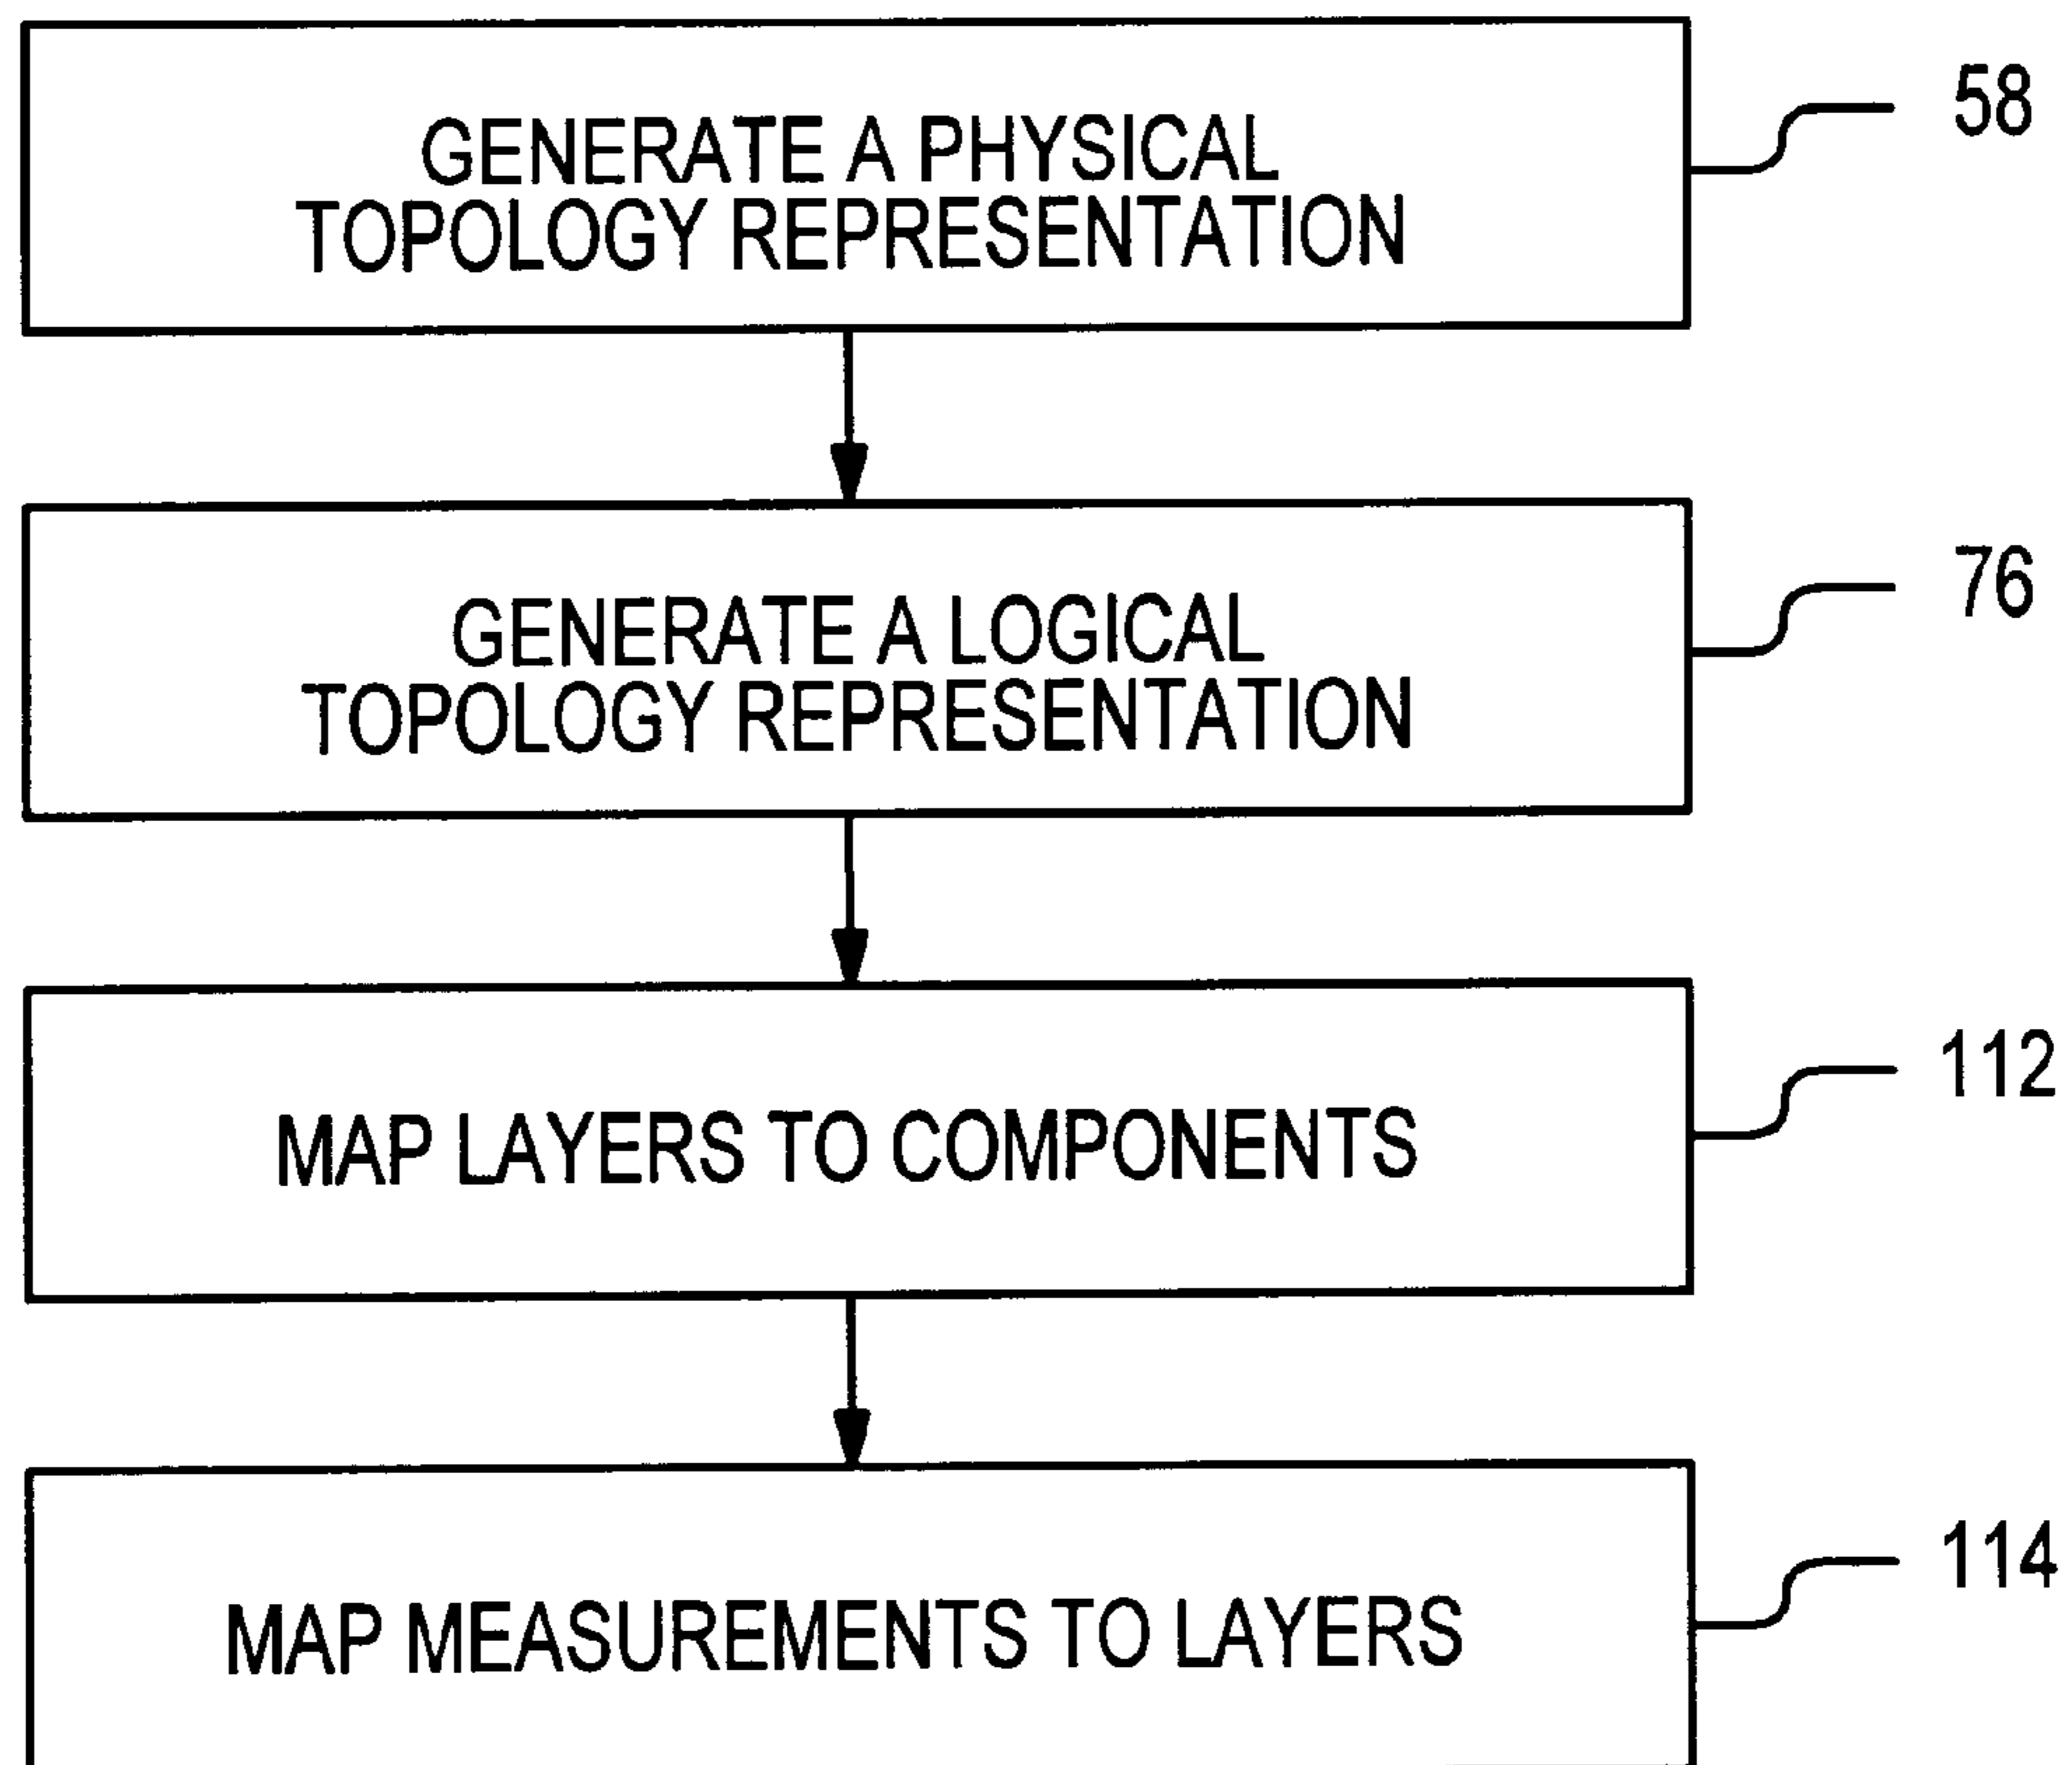 GENERATE A PHYSICAL
TOPOLOGY REPRESENTATION
58
GENERATE A LOGICAL
TOPOLOGY REPRESENTATION
76
MAP LAYERS TO COMPONENTS
112
MAP MEASUREMENTS TO LAYERS
114